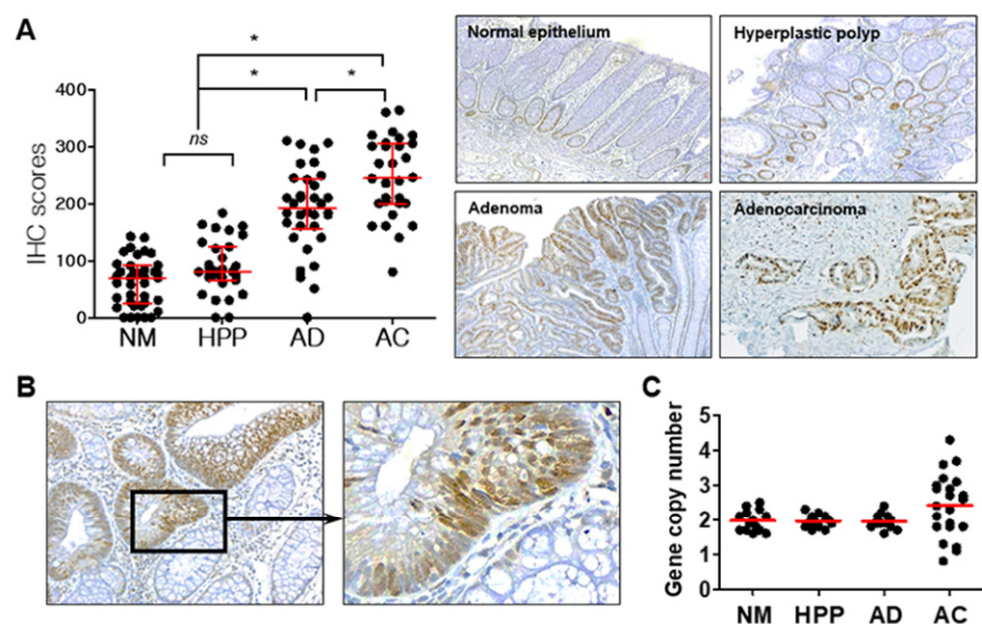 A
IHC scores
400
300
200
100
0
NM HPP AD AC
ns
*
*
*
Normal epithelium
Hyperplastic polyp
Adenoma
Adenocarcinoma
B
C
Gene copy number
5
4
3
2
1
0
NM HPP AD AC